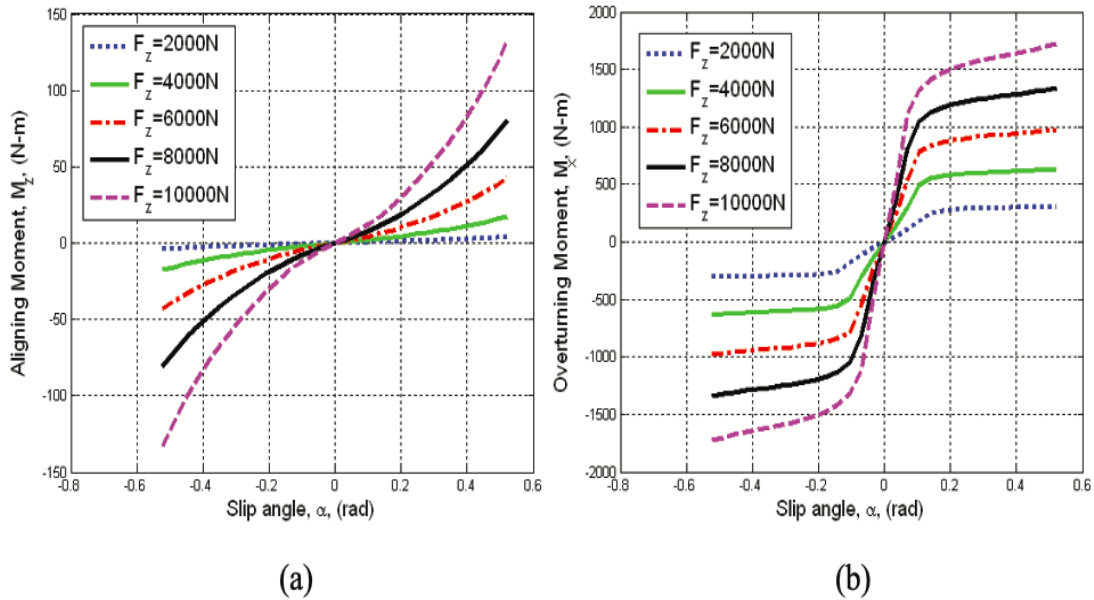 150
100
50
0
-50
-100
-150
-0.8
-0.6
-0.4
-0.2
0
0.2
0.4
0.6
Aligning Moment, M_z, (N-m)
Slip angle, α, (rad)
F_z=2000N
F_z=4000N
F_z=6000N
F_z=8000N
F_z=10000N
(a)
2000
1500
1000
500
0
-500
-1000
-1500
-2000
-0.8
-0.6
-0.4
-0.2
0
0.2
0.4
0.6
Overturning Moment, M_x, (N-m)
Slip angle, α, (rad)
F_z=2000N
F_z=4000N
F_z=6000N
F_z=8000N
F_z=10000N
(b)